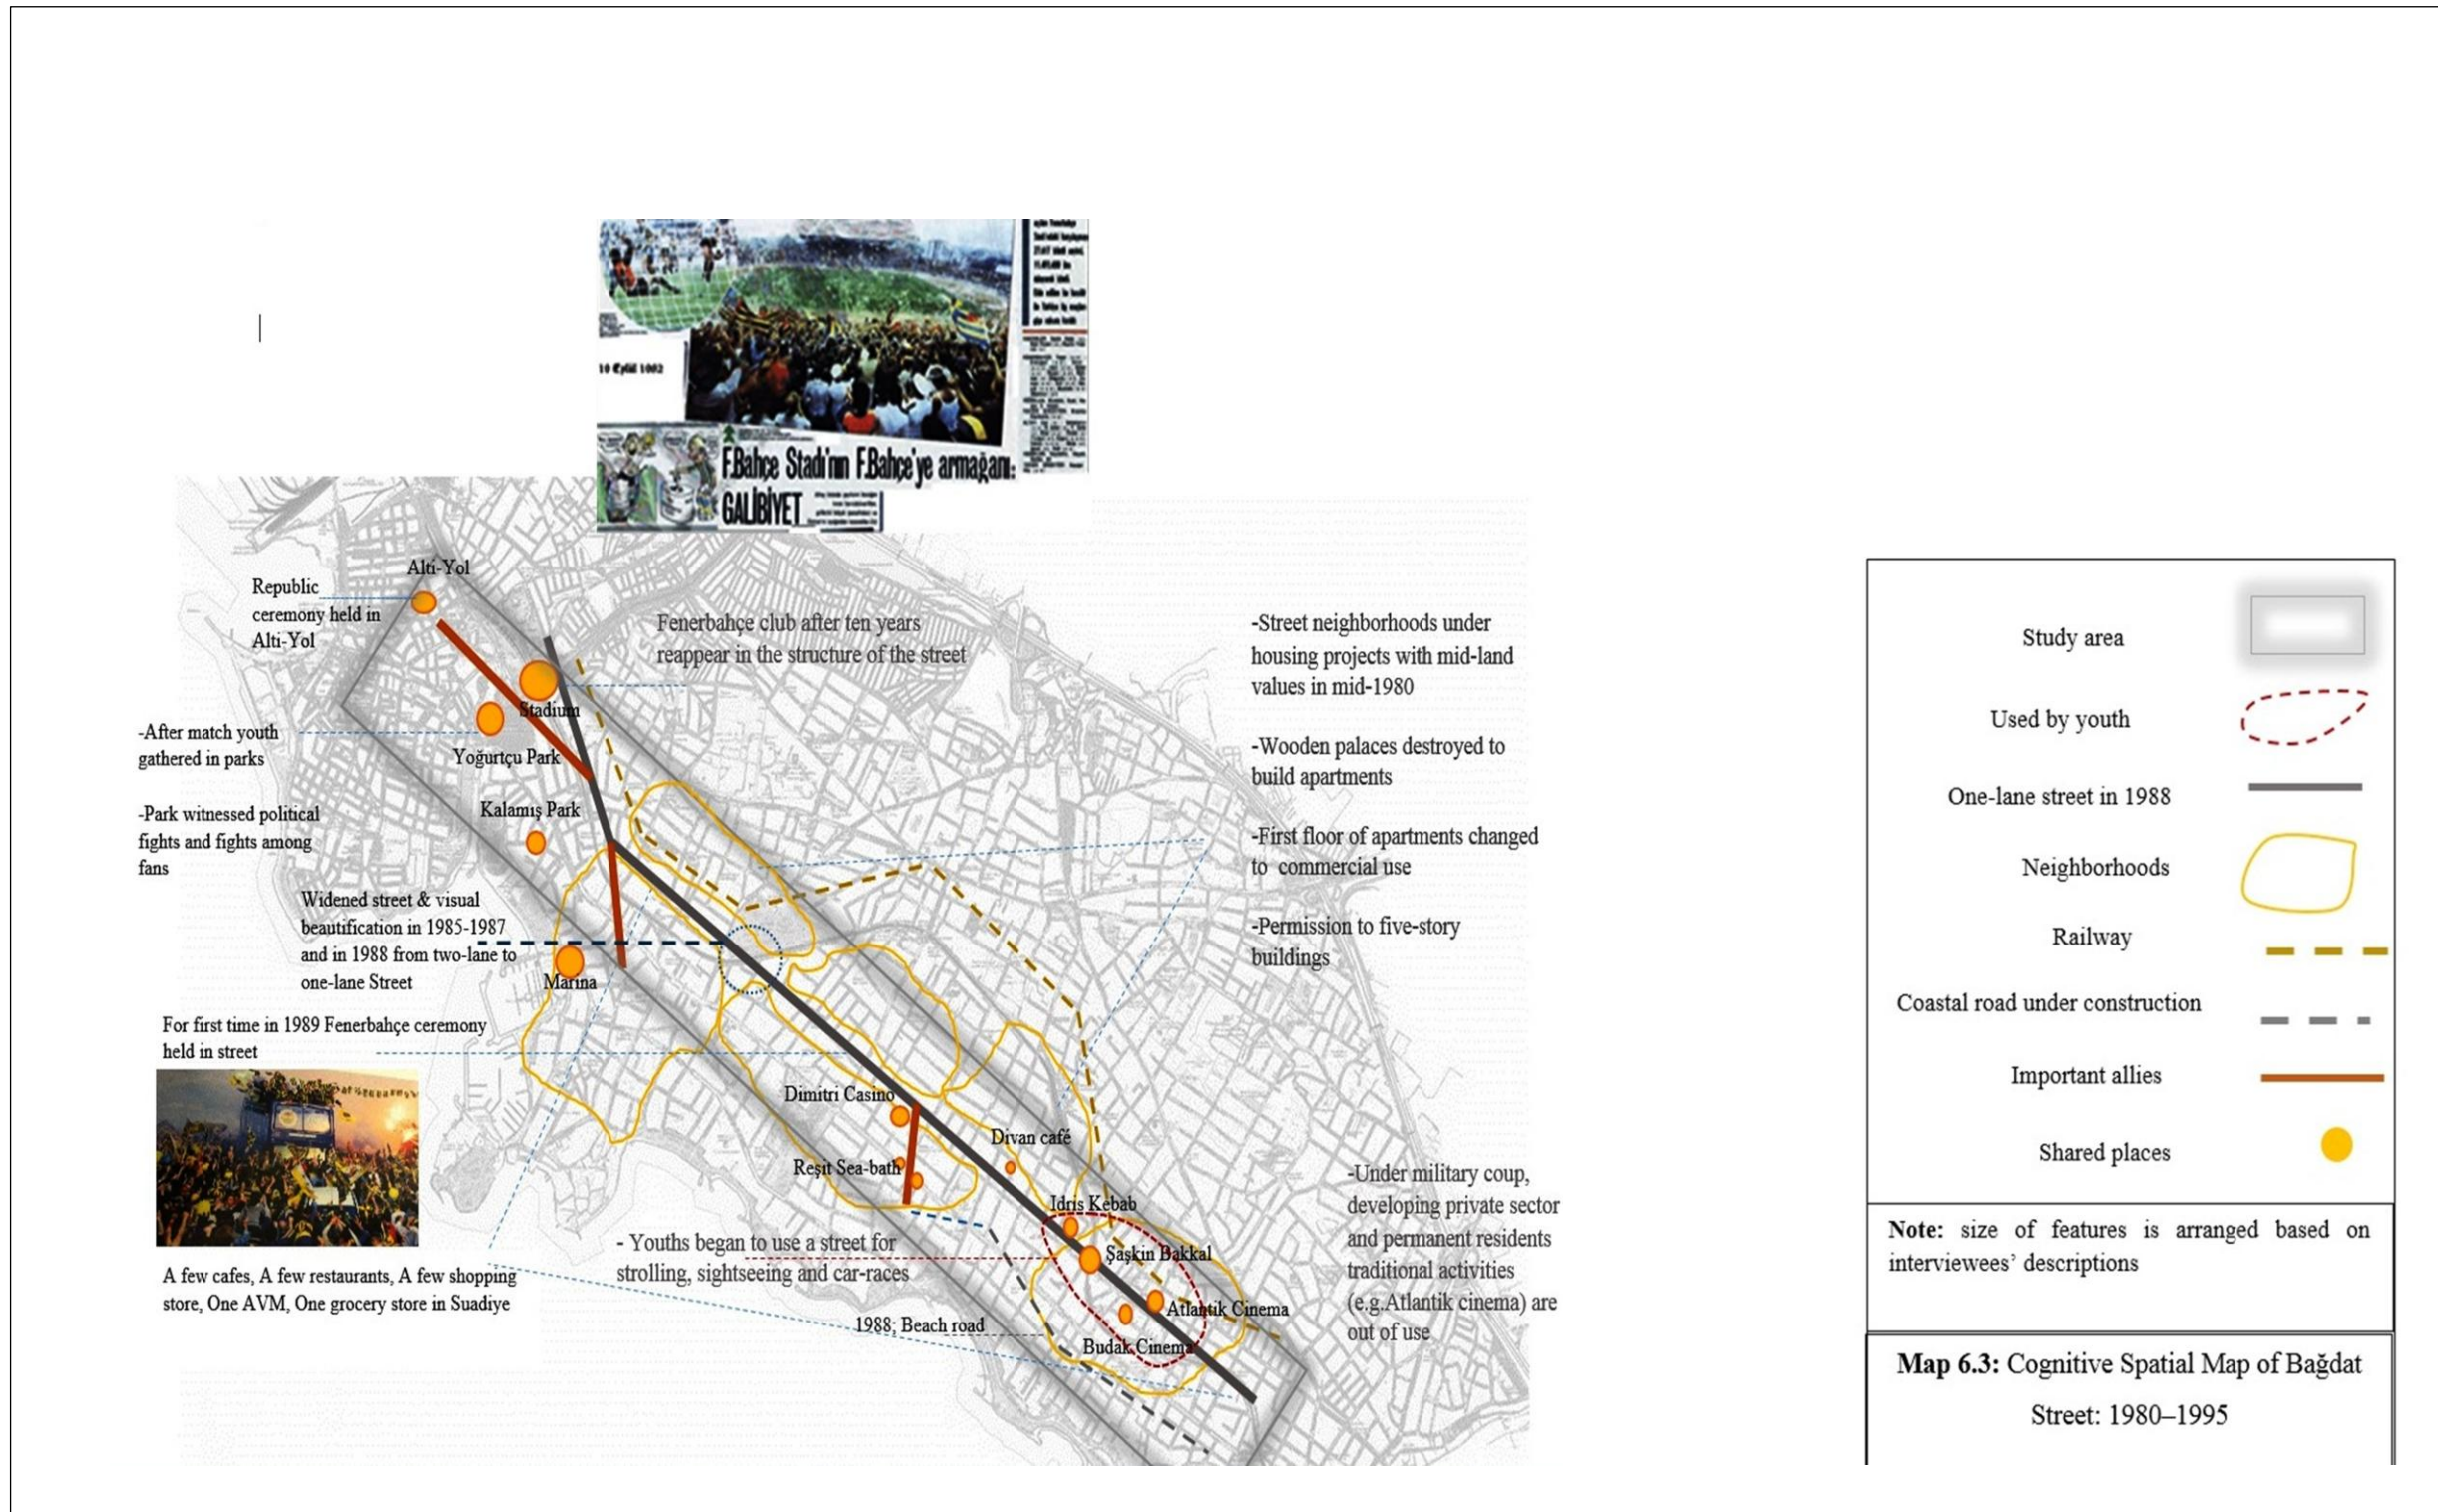 10 Eylül 1982
F.Bahçe Stadı'nın F.Bahçe'ye armağanı:
GALİBİYET
Alti-Yol
Republic
ceremony held in
Alti-Yol
Fenerbahçe club after ten years
reappear in the structure of the street
Stadium
-After match youth
gathered in parks
Yoğurtçu Park
-Park witnessed political
fights and fights among
fans
Kalamış Park
Widened street & visual
beautification in 1985-1987
and in 1988 from two-lane to
one-lane Street
Marina
For first time in 1989 Fenerbahçe ceremony
held in street
A few cafes, A few restaurants, A few shopping
store, One AVM, One grocery store in Suadiye
Dimitri Casino
Reşit Sea-bath
Divan café
Idris Kebab
Şaşkin Bakkal
Atlantik Cinema
Budak Cinema
- Youths began to use a street for
strolling, sightseeing and car-races
1988; Beach road
-Street neighborhoods under
housing projects with mid-land
values in mid-1980
-Wooden palaces destroyed to
build apartments
-First floor of apartments changed
to commercial use
-Permission to five-story
buildings
-Under military coup,
developing private sector
and permanent residents
traditional activities
(e.g.Atlantik cinema) are
out of use
Study area
Used by youth
One-lane street in 1988
Neighborhoods
Railway
Coastal road under construction
Important allies
Shared places
Note: size of features is arranged based on
interviewees' descriptions
Map 6.3: Cognitive Spatial Map of Bağdat
Street: 1980–1995